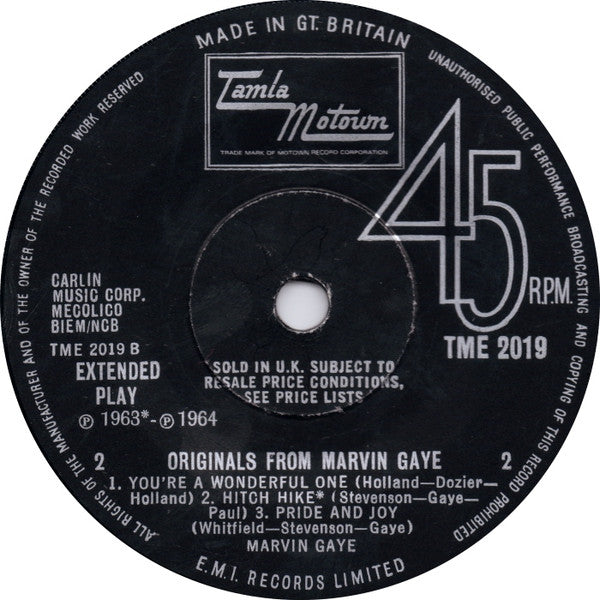 MADE IN GT. BRITAIN
UNAUTHORISED PUBLIC PERFORMANCE BROADCASTING AND COPYING OF THIS RECORD PROHIBITED
ALL RIGHTS OF THE MANUFACTURER AND OF THE OWNER OF THE RECORDED WORK RESERVED
Tamla
Motown
TRADE MARK OF MOTOWN RECORD CORPORATION
45
R.P.M.
TME 2019
CARLIN
MUSIC CORP.
MECOLICO
BIEM/NCB
TME 2019 B
EXTENDED
PLAY
℗ 1963*-℗ 1964
SOLD IN U.K. SUBJECT TO
RESALE PRICE CONDITIONS,
SEE PRICE LISTS
2 ORIGINALS FROM MARVIN GAYE 2
1. YOU'RE A WONDERFUL ONE (Holland—Dozier—
Holland) 2. HITCH HIKE* (Stevenson—Gaye—
Paul) 3. PRIDE AND JOY
(Whitfield—Stevenson—Gaye)
MARVIN GAYE
E.M.I. RECORDS LIMITED